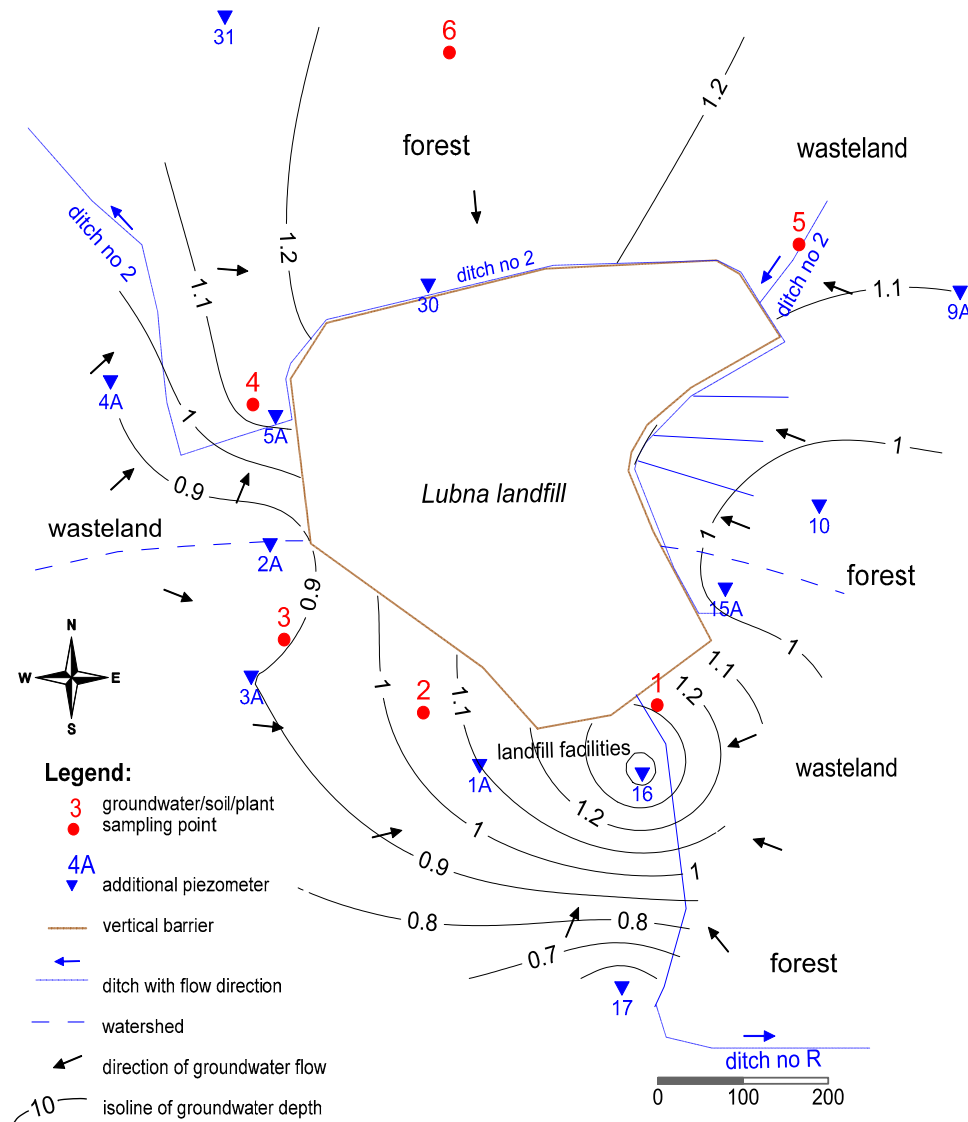 31
6
forest
1.2
wasteland
5
ditch no 2
ditch no 2
1.2
ditch no 2
1.1
30
ditch no 2
1.1
9A
4A
4
5A
1
0.9
1
Lubna landfill
10
1
wasteland
2A
forest
0.9
15A
N
3
W
E
S
3A
1
1.1
2
1
1.1
1.2
1
landfill facilities
wasteland
1A
16
1.2
1
0.9
1
0.8
0.8
0.7
forest
17
ditch no R
0
100
200
Legend:
3
groundwater/soil/plant
sampling point
4A
additional piezometer
vertical barrier
ditch with flow direction
watershed
direction of groundwater flow
10
isoline of groundwater depth